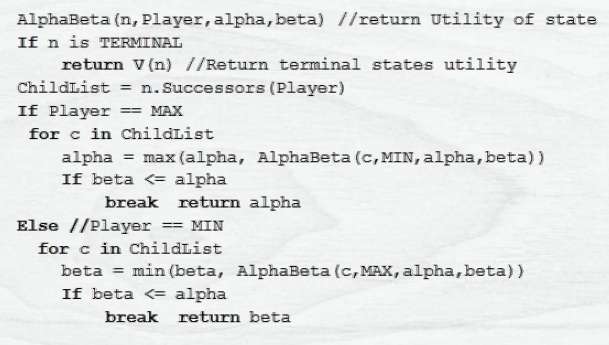 AlphaBeta(n,Player,alpha,beta) //return Utility of state
If n is TERMINAL
return V(n) //Return terminal states utility
ChildList = n.Successors(Player)
If Player == MAX
for c in ChildList
alpha = max(alpha, AlphaBeta(c,MIN,alpha,beta))
If beta <= alpha
break return alpha
Else //Player == MIN
for c in ChildList
beta = min(beta, AlphaBeta(c,MAX,alpha,beta))
If beta <= alpha
break return beta